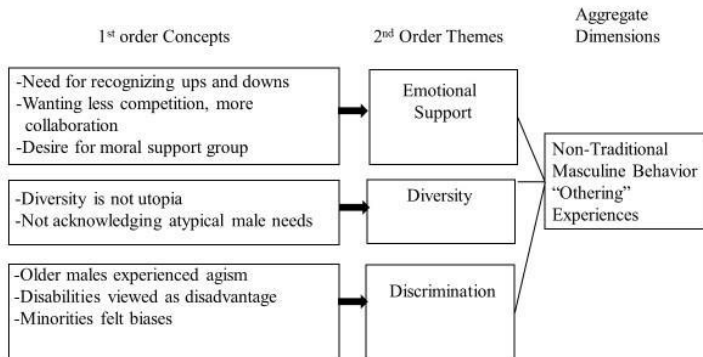 1st order Concepts
2nd Order Themes
Aggregate
Dimensions
-Need for recognizing ups and downs
-Wanting less competition, more
collaboration
-Desire for moral support group
Emotional
Support
-Diversity is not utopia
-Not acknowledging atypical male needs
Diversity
-Older males experienced agism
-Disabilities viewed as disadvantage
-Minorities felt biases
Discrimination
Non-Traditional
Masculine Behavior
“Othering”
Experiences